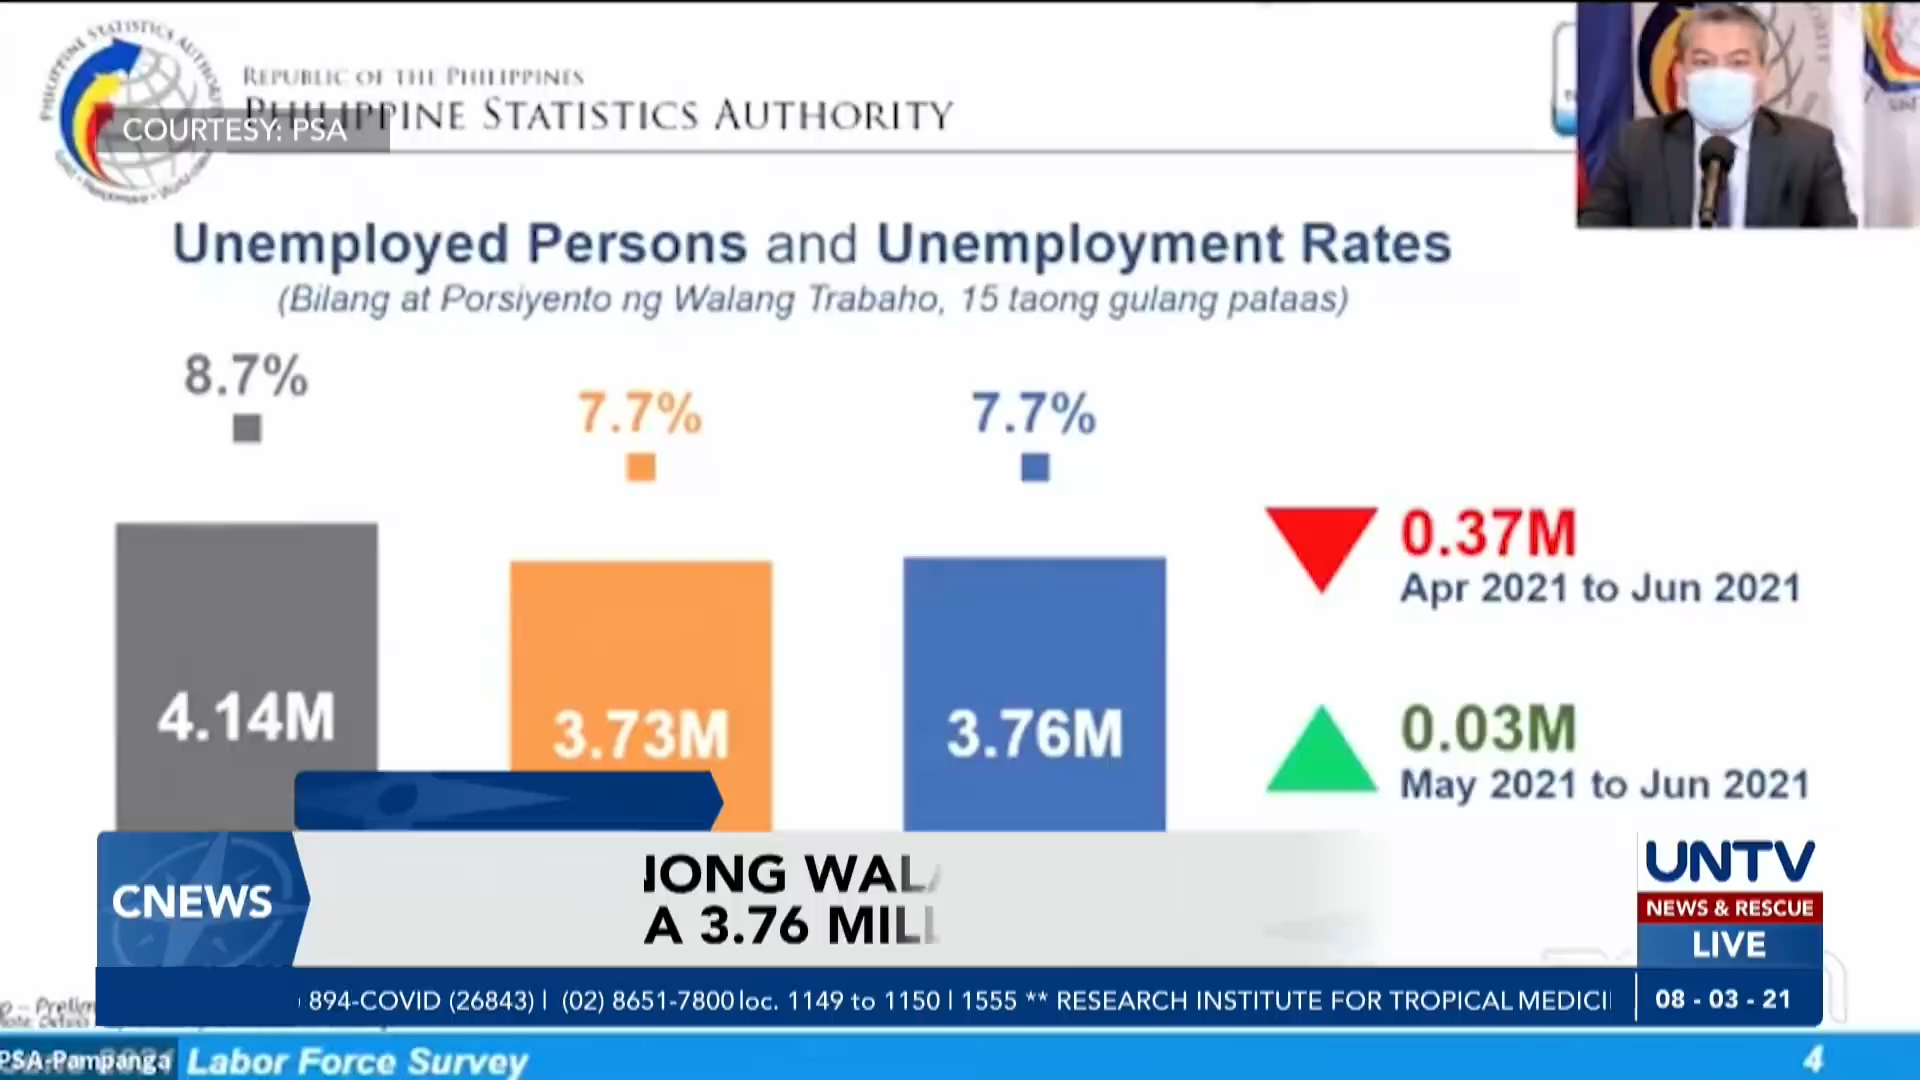 REPUBLIC OF THE PHILIPPINES
PHILIPPINE STATISTICS AUTHORITY
PHILIPPINE STATISTICS AUTHORITY
COURTESY: PSA
Unemployed Persons and Unemployment Rates
(Bilang at Porsiyento ng Walang Trabaho, 15 taong gulang pataas)
8.7%
7.7%
7.7%
0.37M
Apr 2021 to Jun 2021
4.14M
3.73M
3.76M
0.03M
May 2021 to Jun 2021
CNEWS
WAL
A 3.76 MIL
UNTV
NEWS & RESCUE
LIVE
894-COVID (26843) | (02) 8651-7800 loc. 1149 to 1150 | 1555 ** RESEARCH INSTITUTE FOR TROPICAL MEDICI
08 - 03 - 21
PSA-Pampanga
Labor Force Survey
4